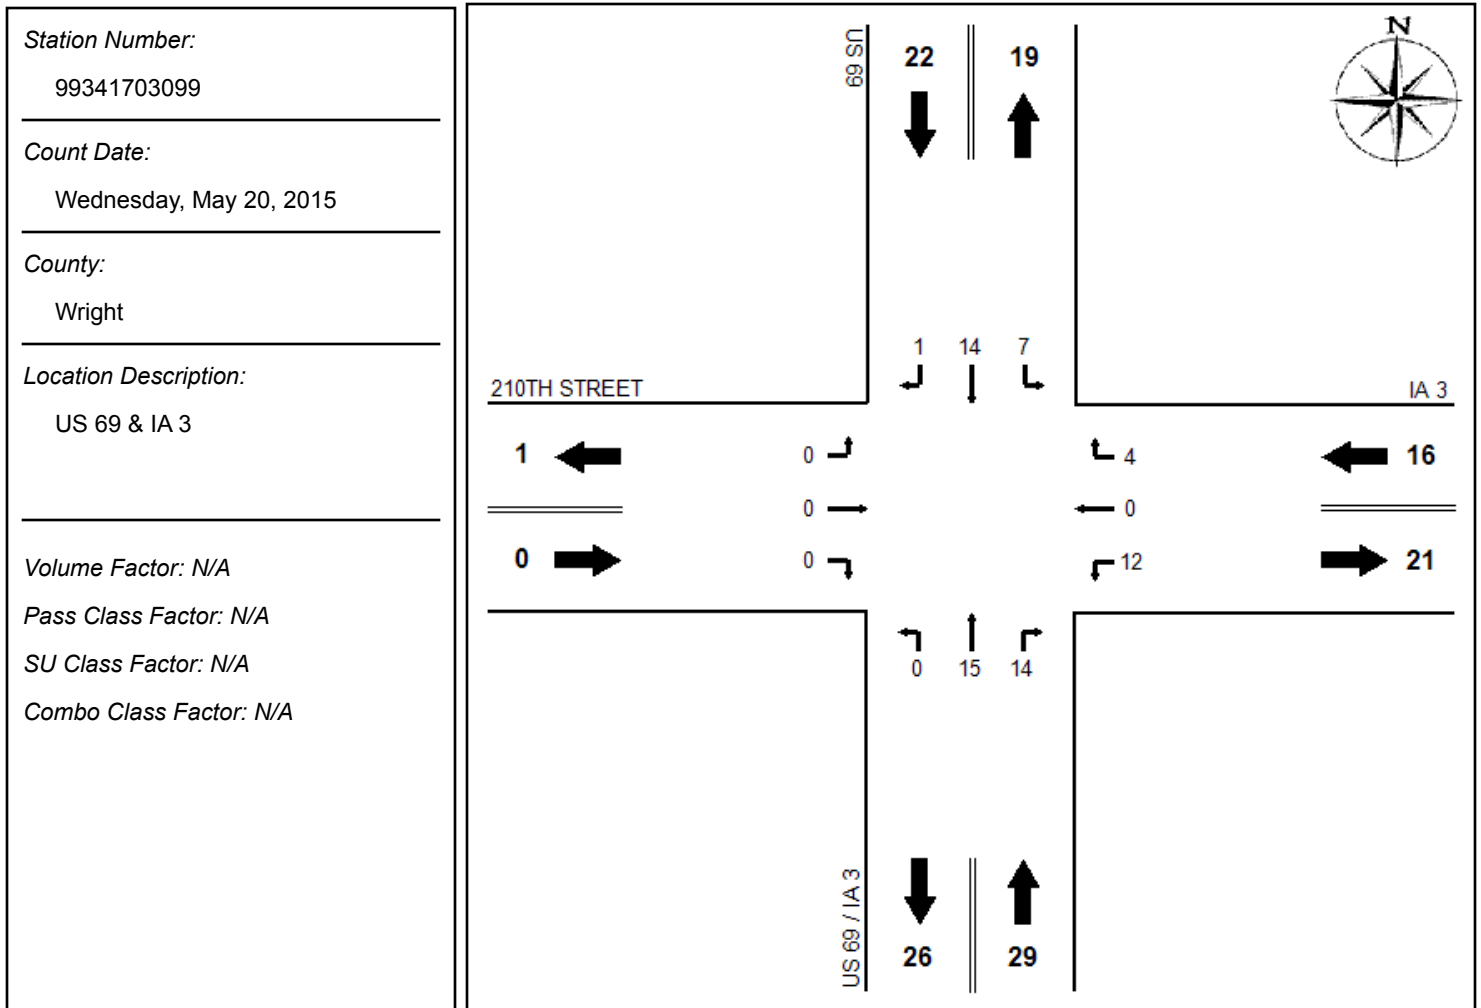 Station Number:
99341703099
Count Date:
Wednesday, May 20, 2015
County:
Wright
Location Description:
US 69 & IA 3
Volume Factor: N/A
Pass Class Factor: N/A
SU Class Factor: N/A
Combo Class Factor: N/A
N
US 69
22 19
1 14 7
210TH STREET
IA 3
1 0 4 16
0 0
0 0 12 21
0 15 14
US 69 / IA 3
26 29